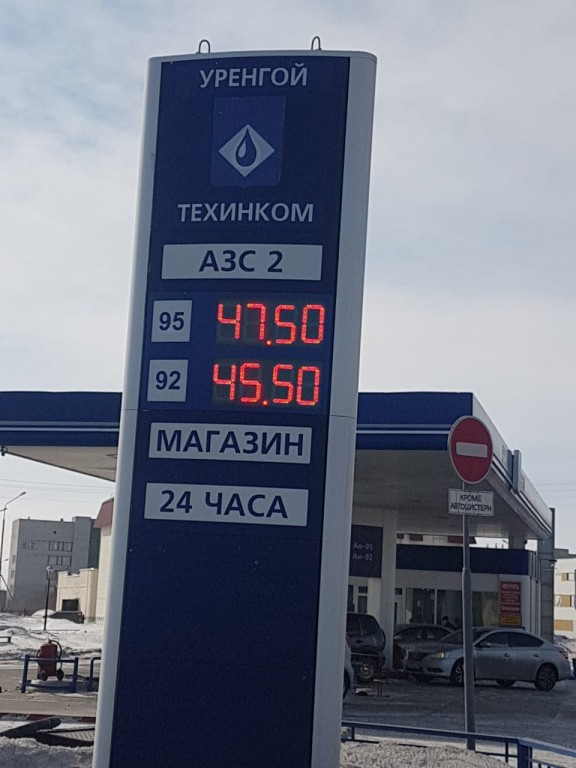 УРЕНГОЙ
ТЕХИНКОМ
АЗС 2
95 47.50
92 45.50
МАГАЗИН
24 ЧАСА
КРОМЕ
АВТОЦИСТЕРН
Аи-95
Аи-92